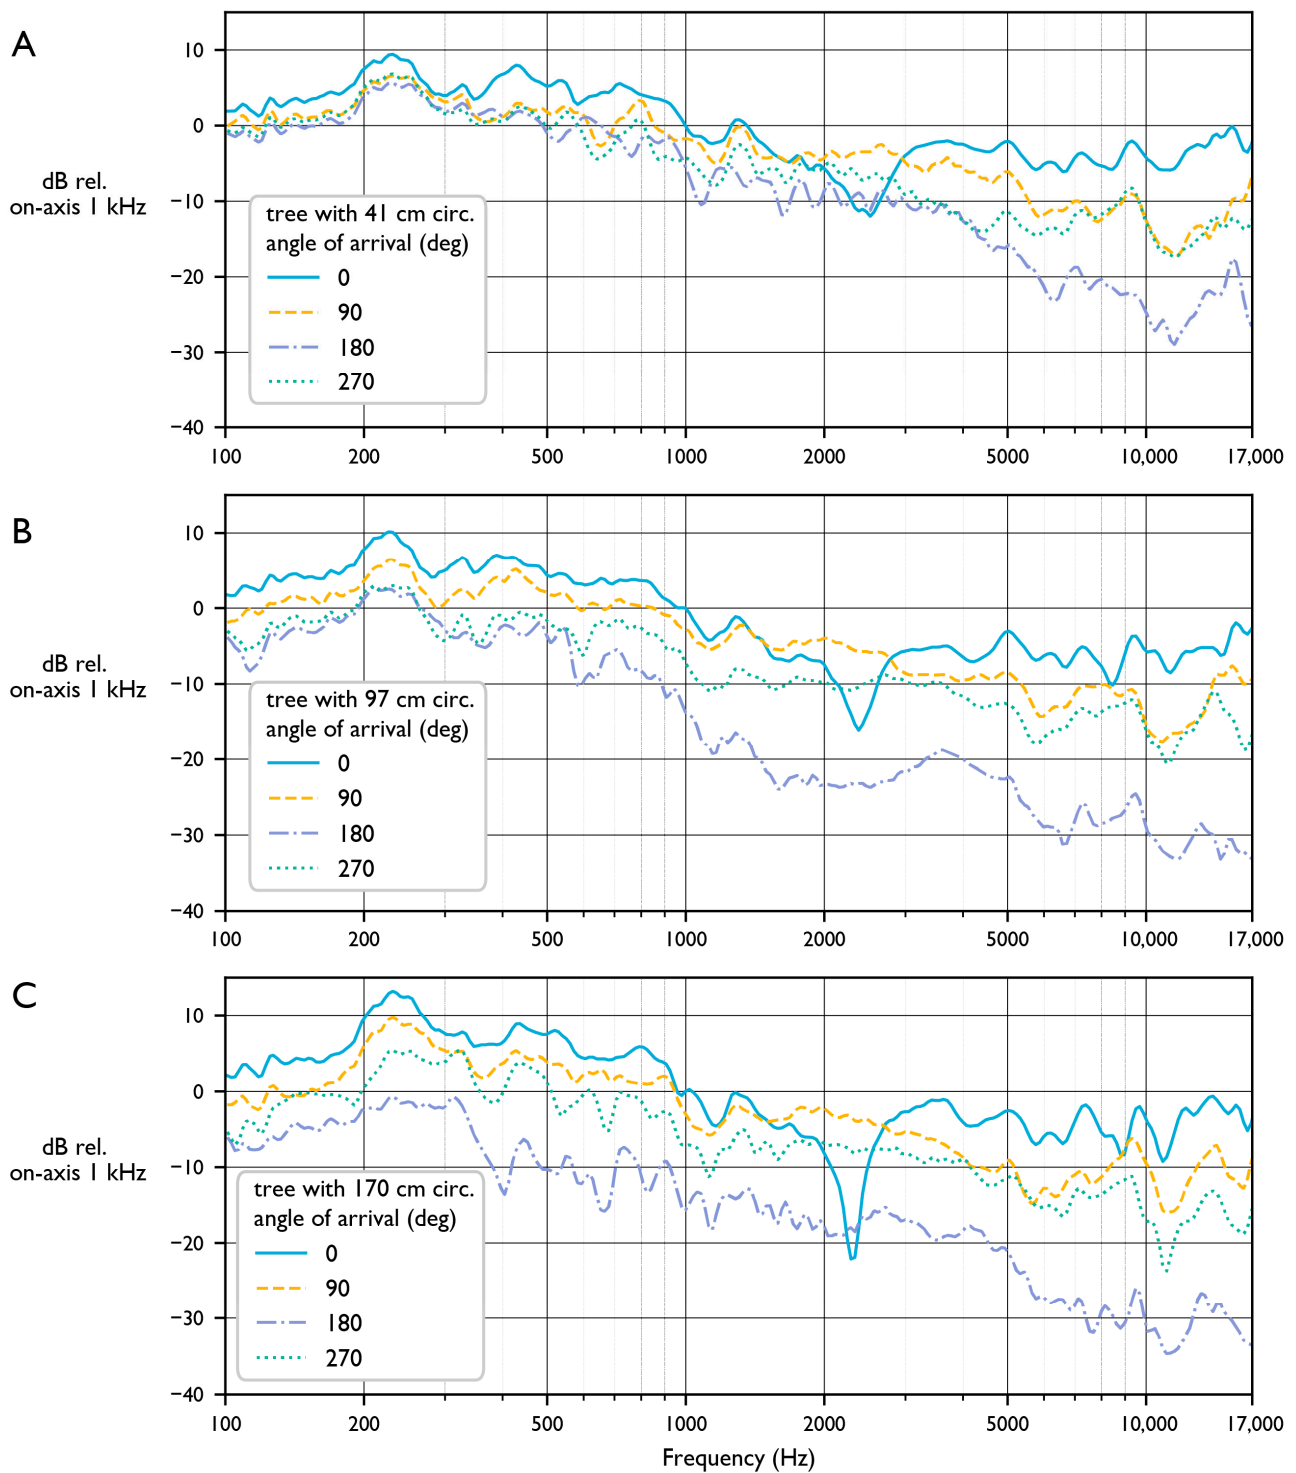 A
10
0
−10
−20
−30
−40
dB rel.
on-axis 1 kHz
tree with 41 cm circ.
angle of arrival (deg)
0
90
180
270
100 200 500 1000 2000 5000 10,000 17,000
B
10
0
−10
−20
−30
−40
dB rel.
on-axis 1 kHz
tree with 97 cm circ.
angle of arrival (deg)
0
90
180
270
100 200 500 1000 2000 5000 10,000 17,000
C
10
0
−10
−20
−30
−40
dB rel.
on-axis 1 kHz
tree with 170 cm circ.
angle of arrival (deg)
0
90
180
270
100 200 500 1000 2000 5000 10,000 17,000
Frequency (Hz)